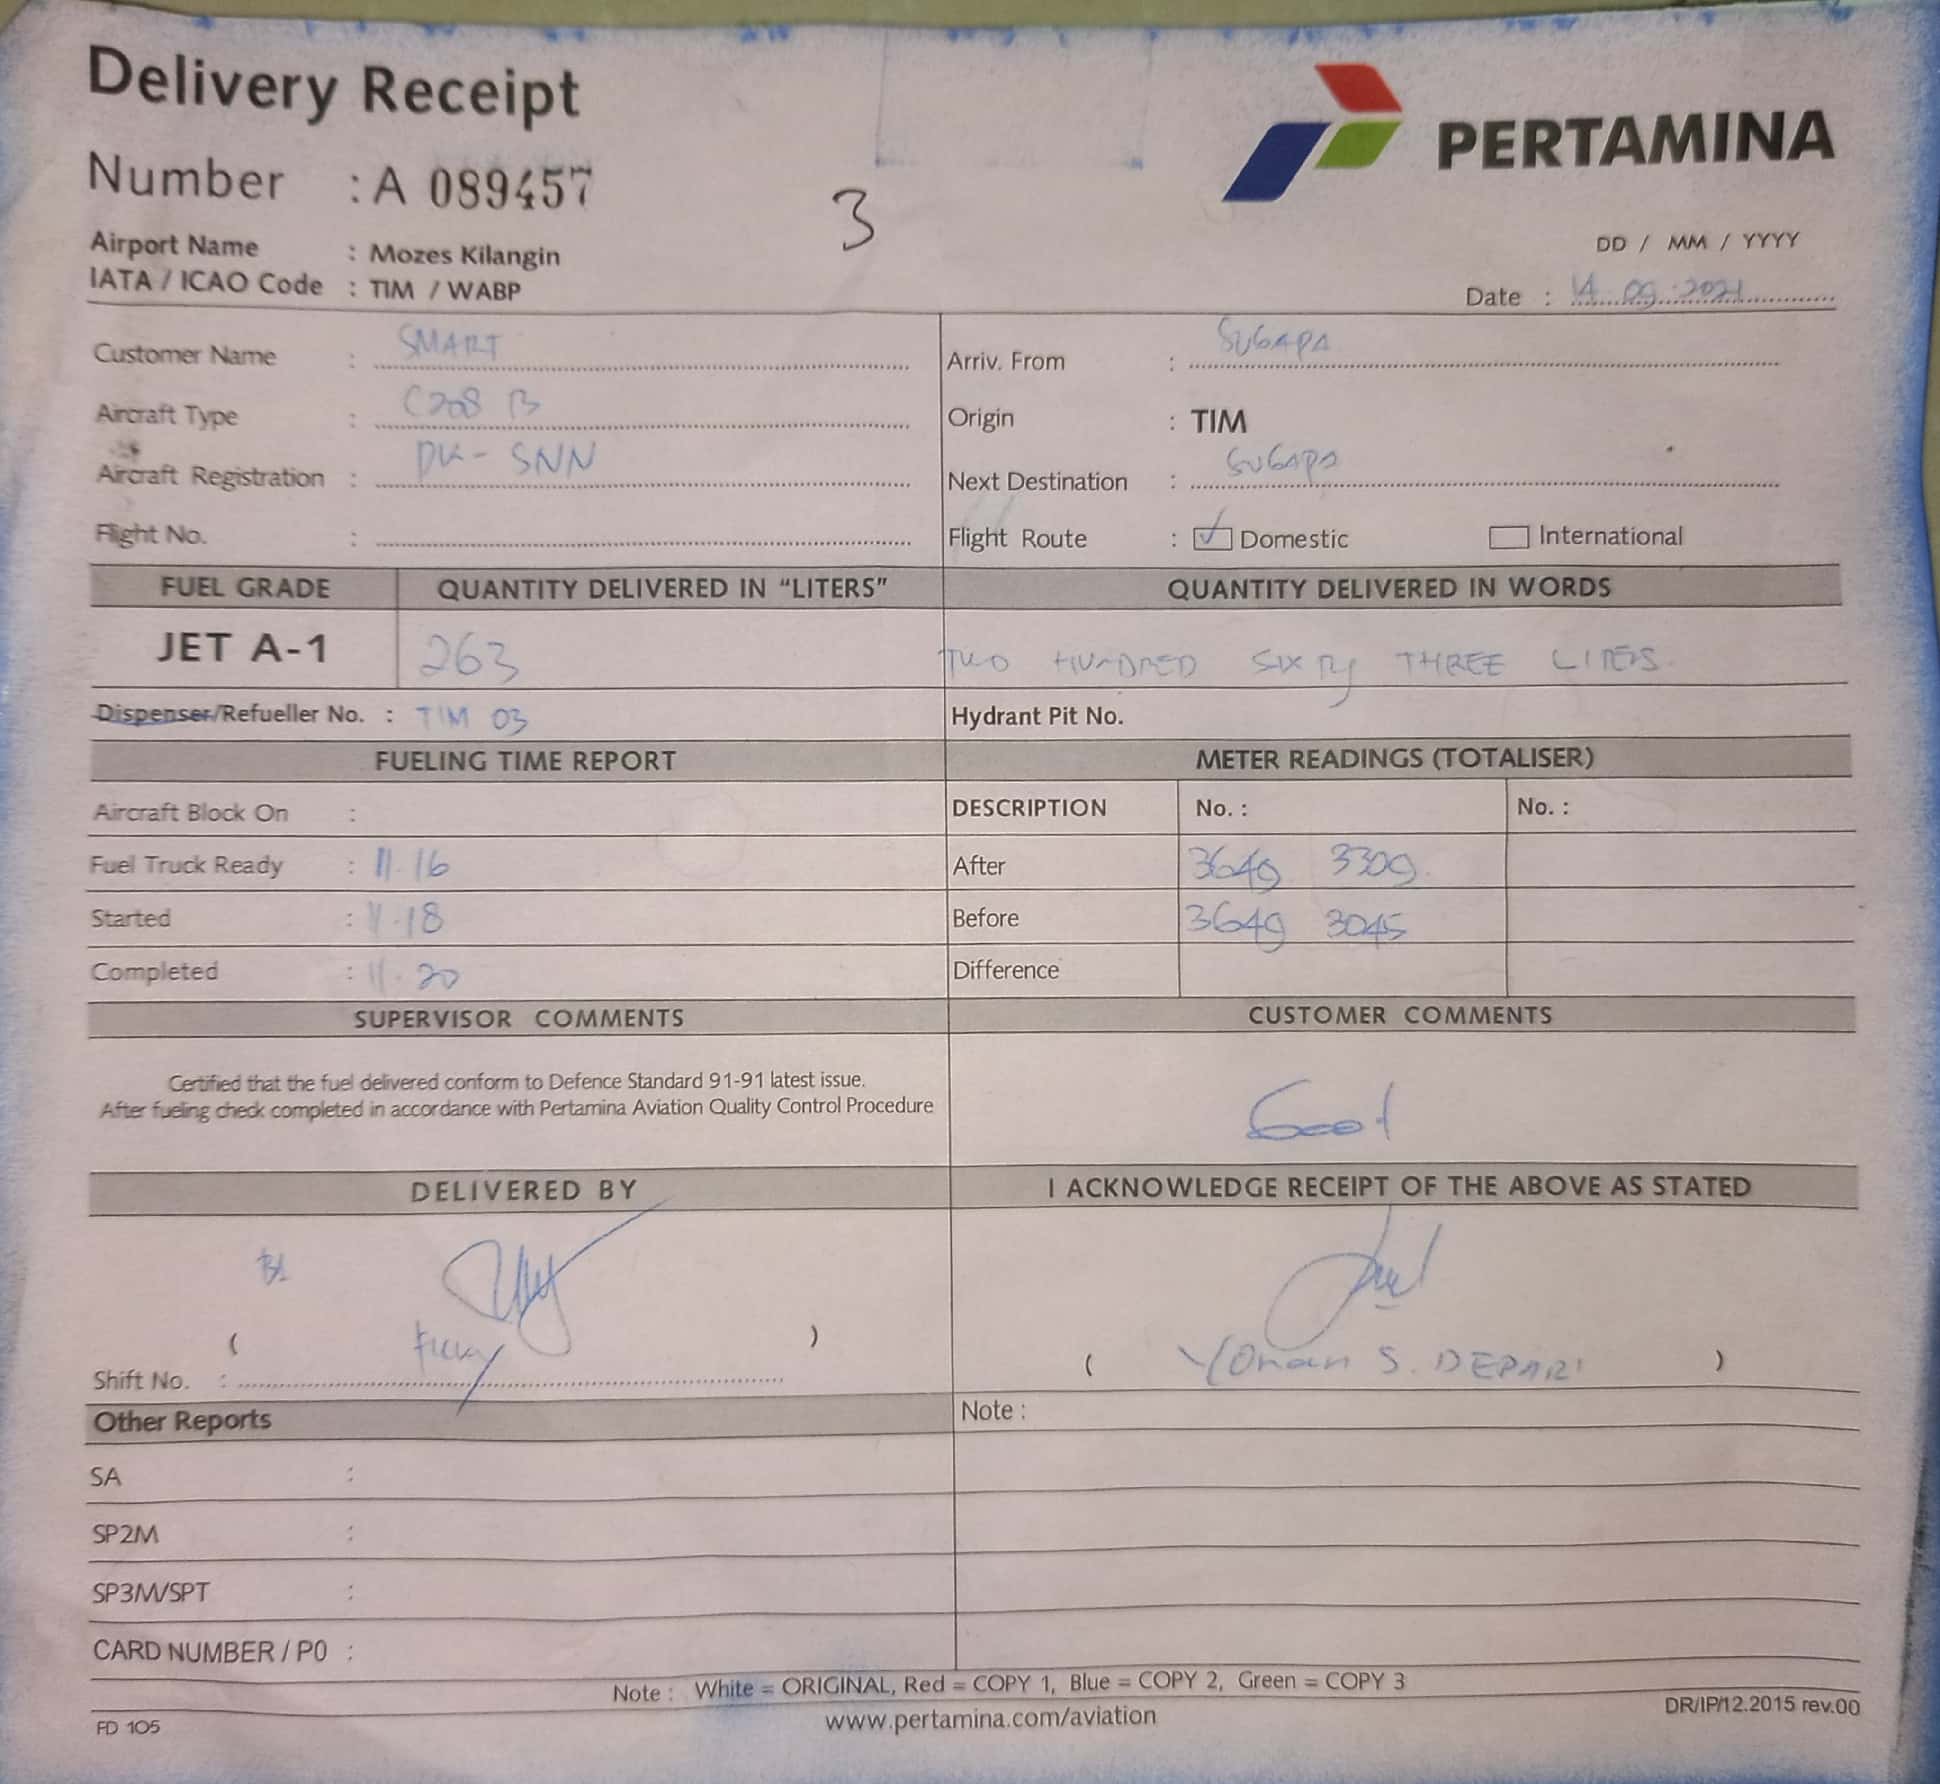 Delivery Receipt
PERTAMINA
Number : A 089457
3
Airport Name : Mozes Kilangin
IATA / ICAO Code : TIM / WABP
DD / MM / YYYY
Date : 14 . 09 . 2021
Customer Name : SMART
Arriv. From : SUGAPA
Aircraft Type : C208 B
Origin : TIM
Aircraft Registration : PK - SNN
Next Destination : SUGAPA
Flight No. :
Flight Route : Domestic International
FUEL GRADE QUANTITY DELIVERED IN “LITERS” QUANTITY DELIVERED IN WORDS
JET A-1 263 TWO HUNDRED SIXTY THREE LITERS
Dispenser/Refueller No. : TIM 03 Hydrant Pit No.
FUELING TIME REPORT METER READINGS (TOTALISER)
Aircraft Block On : DESCRIPTION No. : No. :
Fuel Truck Ready : 11.16 After 3649 3309
Started : 11.18 Before 3649 3045
Completed : 11.20 Difference
SUPERVISOR COMMENTS CUSTOMER COMMENTS
Certified that the fuel delivered conform to Defence Standard 91-91 latest issue.
After fueling check completed in accordance with Pertamina Aviation Quality Control Procedure
Good
DELIVERED BY I ACKNOWLEDGE RECEIPT OF THE ABOVE AS STATED
( )
Shift No. :
( Yonan S. DEPARI )
Other Reports Note :
SA :
SP2M :
SP3M/SPT :
CARD NUMBER / P0 :
Note : White = ORIGINAL, Red = COPY 1, Blue = COPY 2, Green = COPY 3
FD 105 www.pertamina.com/aviation DR/IP/12.2015 rev.00